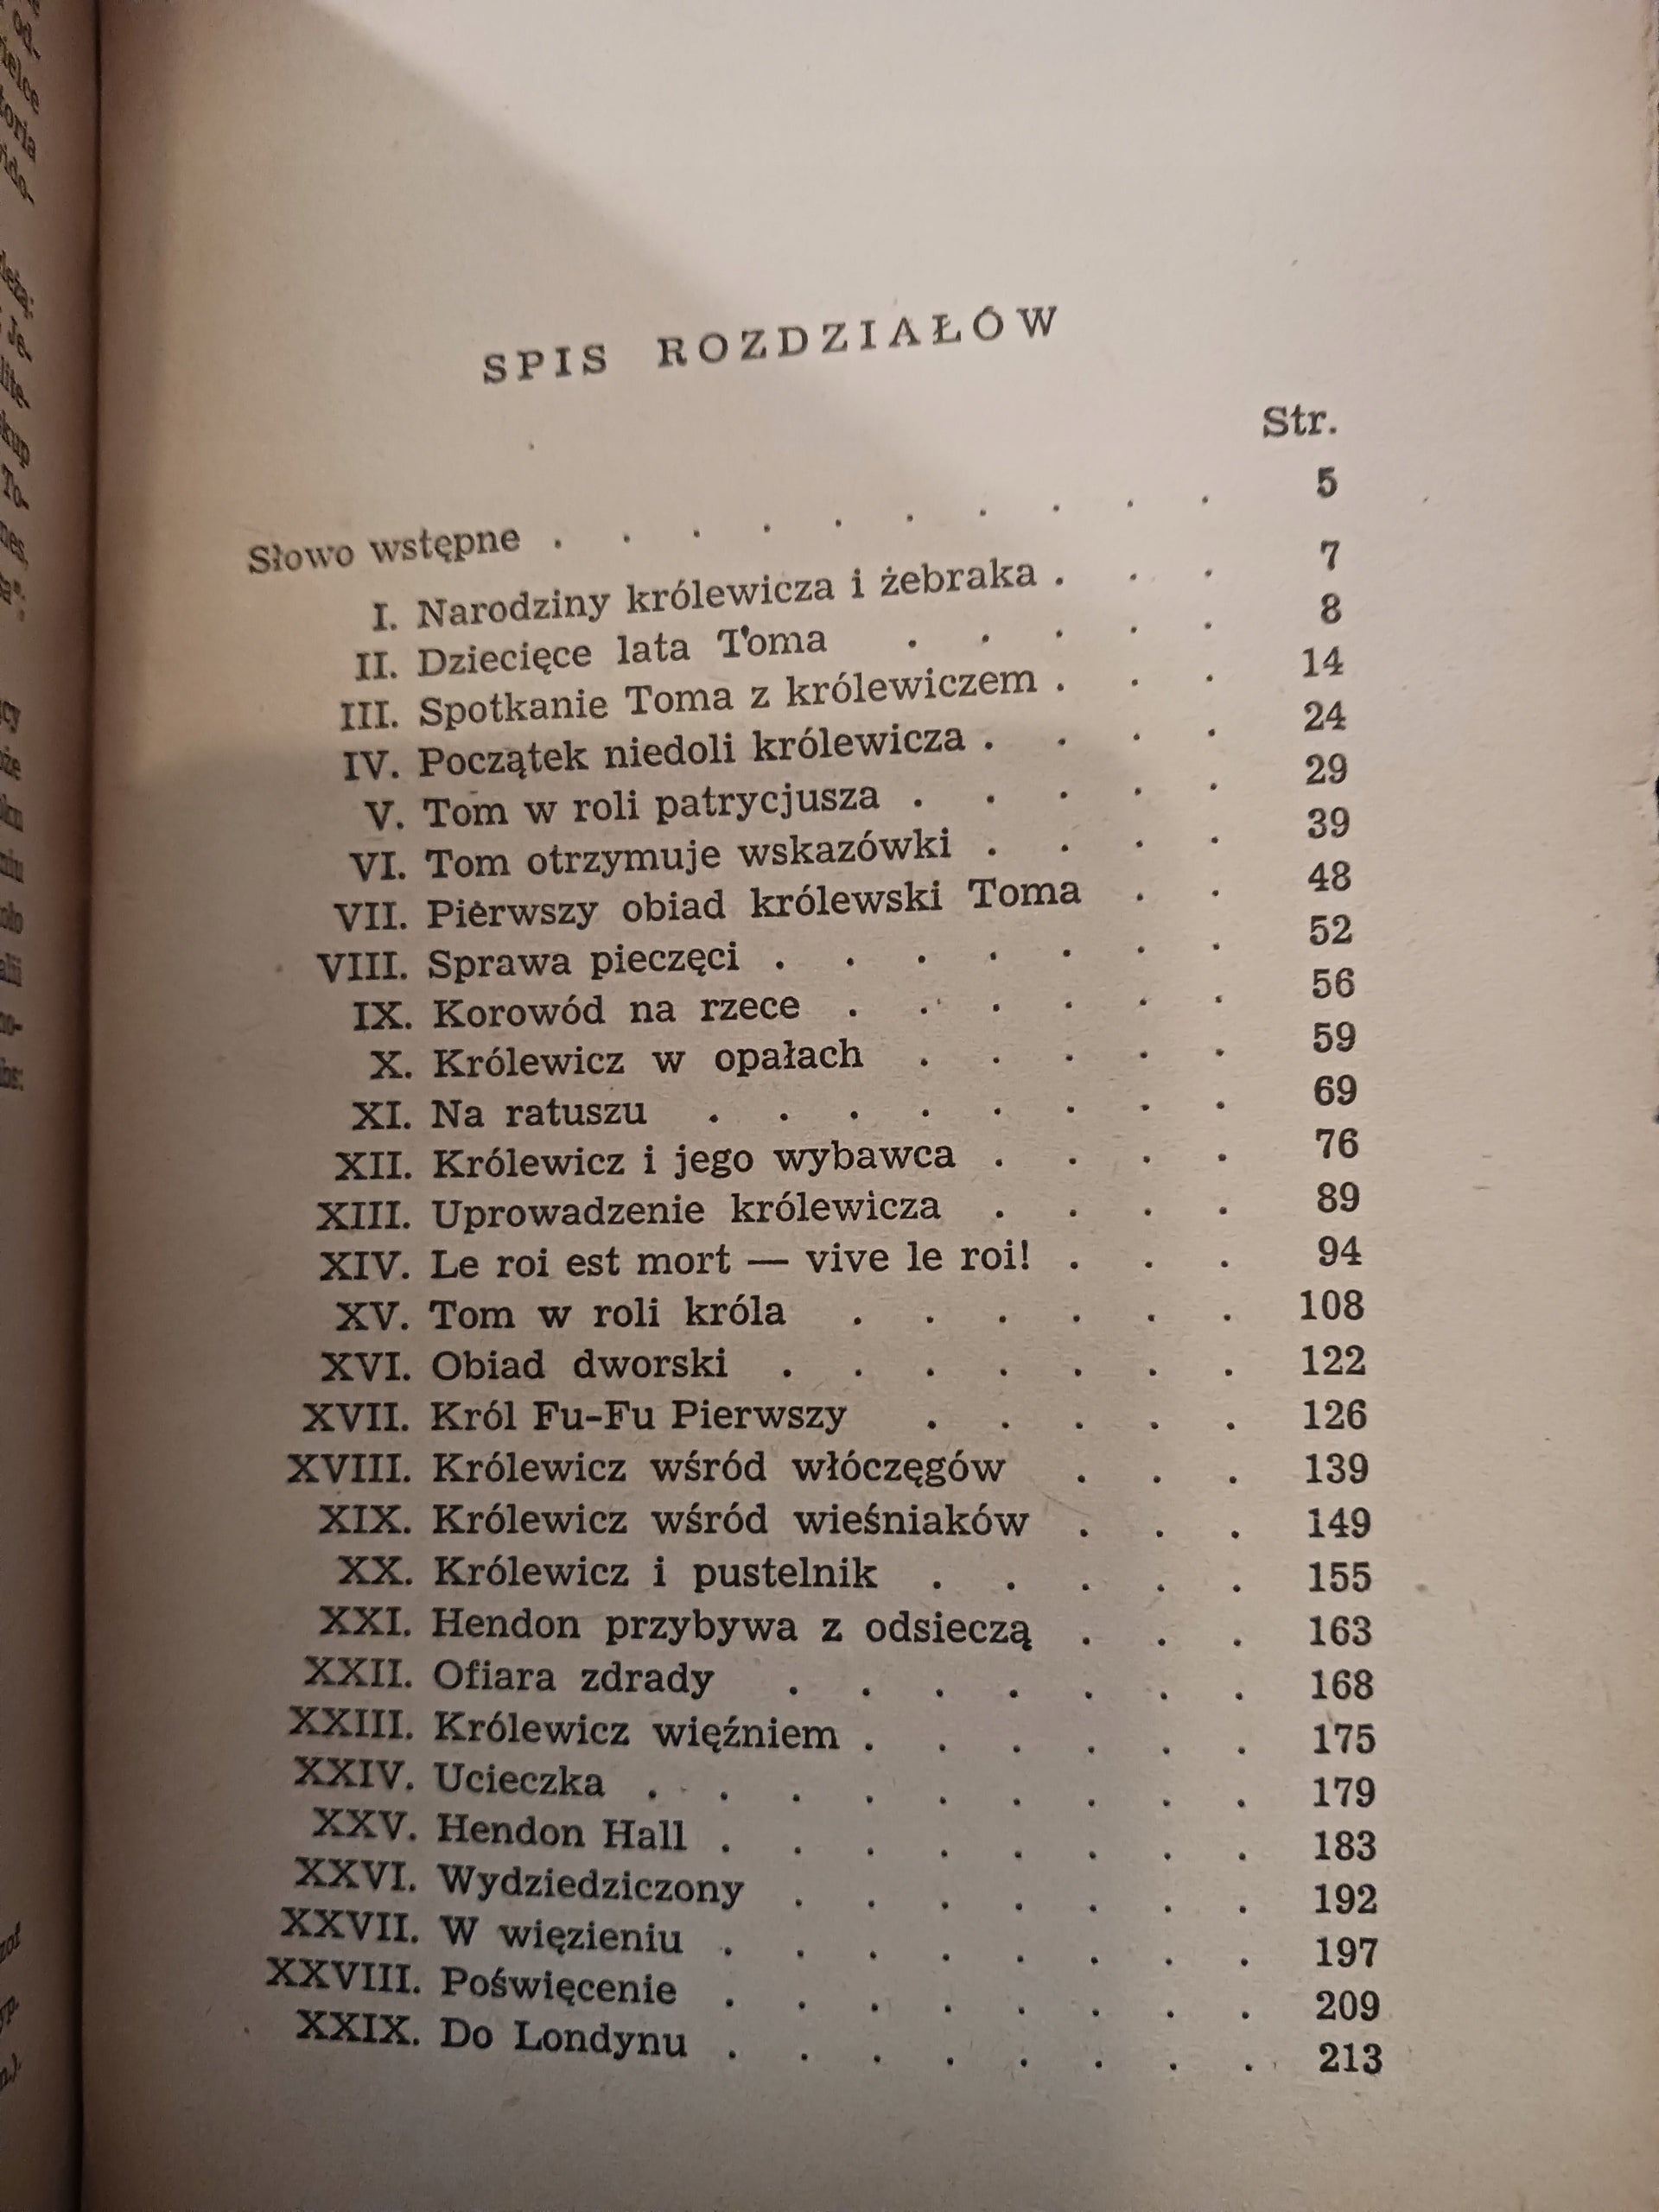 SPIS ROZDZIAŁÓW
Str.
Słowo wstępne . . . . . . . . . . 5
I. Narodziny królewicza i żebraka . . . 7
II. Dziecięce lata Toma . . . . . 8
III. Spotkanie Toma z królewiczem . . . 14
IV. Początek niedoli królewicza . . . . 24
V. Tom w roli patrycjusza . . . . . 29
VI. Tom otrzymuje wskazówki . . . . 39
VII. Pierwszy obiad królewski Toma . . 48
VIII. Sprawa pieczęci . . . . . . . 52
IX. Korowód na rzece . . . . . . 56
X. Królewicz w opałach . . . . . 59
XI. Na ratuszu . . . . . . . . 69
XII. Królewicz i jego wybawca . . . . 76
XIII. Uprowadzenie królewicza . . . . 89
XIV. Le roi est mort — vive le roi! . . . 94
XV. Tom w roli króla . . . . . . 108
XVI. Obiad dworski . . . . . . . 122
XVII. Król Fu-Fu Pierwszy . . . . . 126
XVIII. Królewicz wśród włóczęgów . . . 139
XIX. Królewicz wśród wieśniaków . . . 149
XX. Królewicz i pustelnik . . . . . 155
XXI. Hendon przybywa z odsieczą . . . 163
XXII. Ofiara zdrady . . . . . . . 168
XXIII. Królewicz więźniem . . . . . . 175
XXIV. Ucieczka . . . . . . . . . 179
XXV. Hendon Hall . . . . . . . . 183
XXVI. Wydziedziczony . . . . . . . 192
XXVII. W więzieniu . . . . . . . . 197
XXVIII. Poświęcenie . . . . . . . . 209
XXIX. Do Londynu . . . . . . . . 213